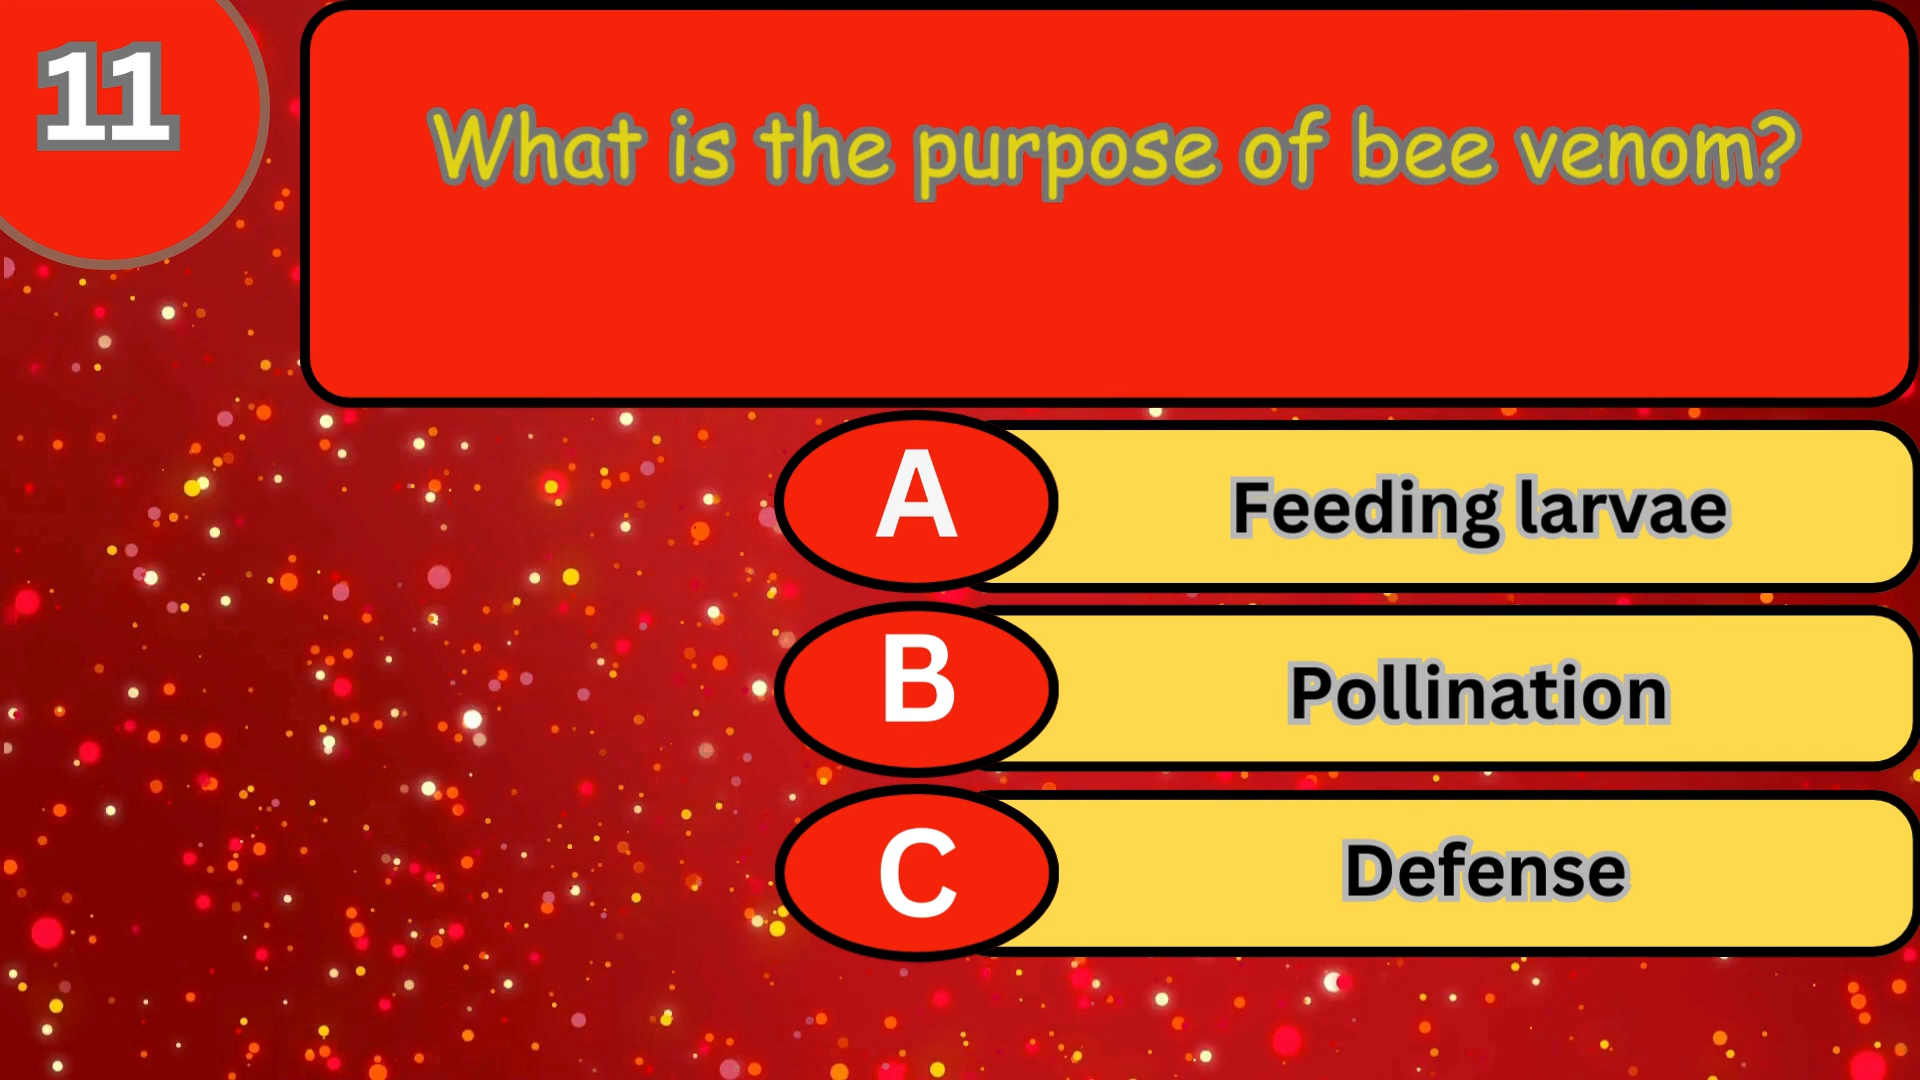 11
What is the purpose of bee venom?
A
Feeding larvae
B
Pollination
C
Defense